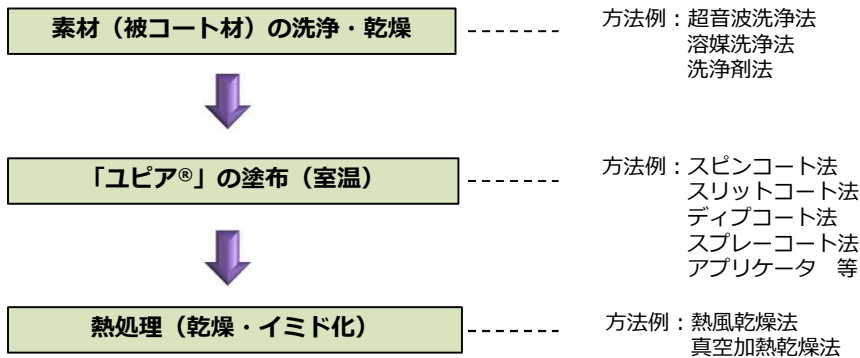 素材（被コート材）の洗浄・乾燥
方法例：超音波洗浄法
溶媒洗浄法
洗浄剤法
「ユピア®」の塗布（室温）
方法例：スピンコート法
スリットコート法
ディプコート法
スプレーコート法
アプリケータ　等
熱処理（乾燥・イミド化）
方法例：熱風乾燥法
真空加熱乾燥法